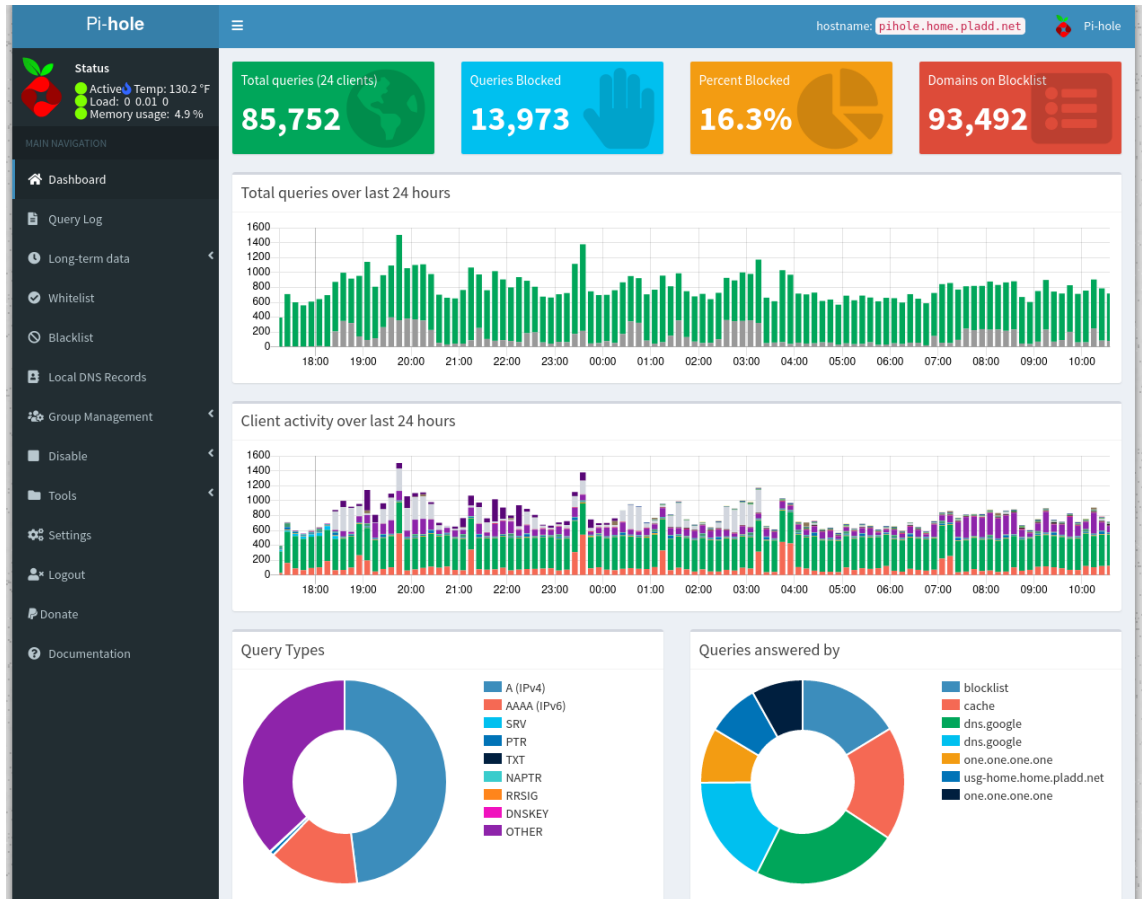 Pi-hole
hostname: pihole.home.pladd.net
Pi-hole
Status
Active Temp: 130.2 °F
Load: 0 0.01 0
Memory usage: 4.9 %
MAIN NAVIGATION
Dashboard
Query Log
Long-term data
Whitelist
Blacklist
Local DNS Records
Group Management
Disable
Tools
Settings
Logout
Donate
Documentation
Total queries (24 clients)
85,752
Queries Blocked
13,973
Percent Blocked
16.3%
Domains on Blocklist
93,492
Total queries over last 24 hours
1600
1400
1200
1000
800
600
400
200
0
18:00 19:00 20:00 21:00 22:00 23:00 00:00 01:00 02:00 03:00 04:00 05:00 06:00 07:00 08:00 09:00 10:00
Client activity over last 24 hours
1600
1400
1200
1000
800
600
400
200
0
18:00 19:00 20:00 21:00 22:00 23:00 00:00 01:00 02:00 03:00 04:00 05:00 06:00 07:00 08:00 09:00 10:00
Query Types
A (IPv4)
AAAA (IPv6)
SRV
PTR
TXT
NAPTR
RRSIG
DNSKEY
OTHER
Queries answered by
blocklist
cache
dns.google
dns.google
one.one.one.one
usg-home.home.pladd.net
one.one.one.one